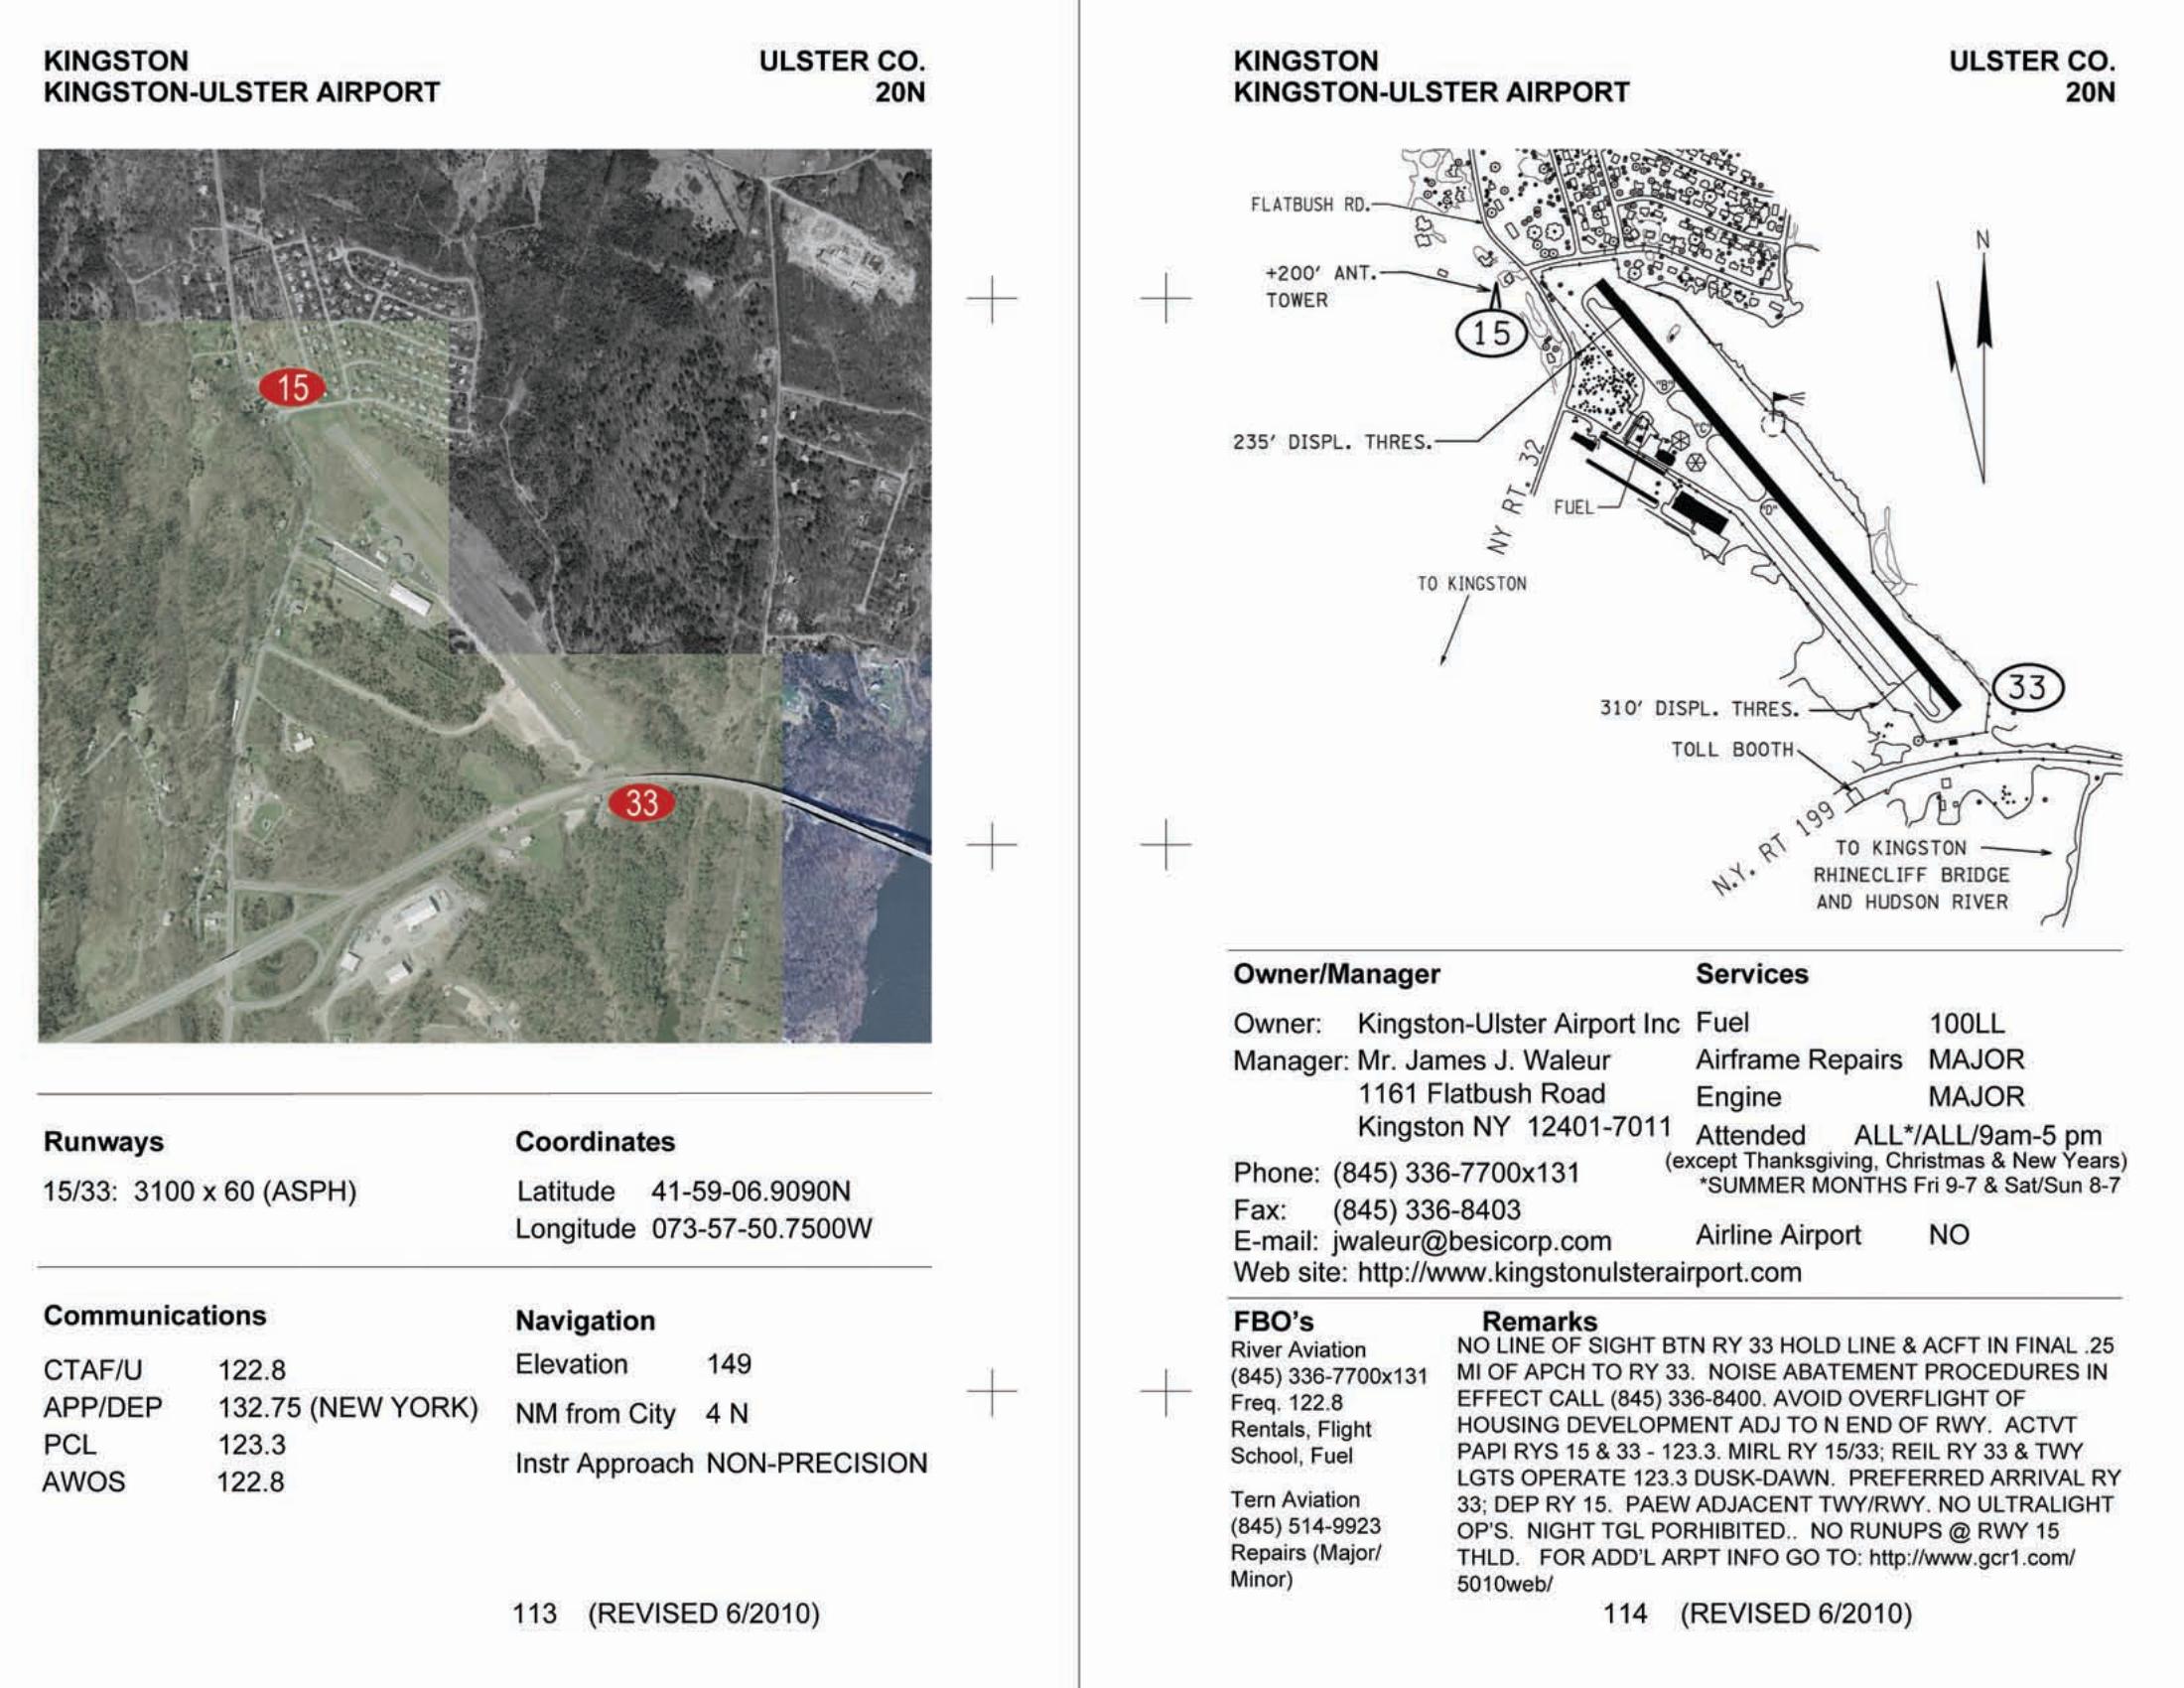 KINGSTON
KINGSTON-ULSTER AIRPORT
ULSTER CO.
20N
15
33
Runways
15/33: 3100 x 60 (ASPH)
Coordinates
Latitude 41-59-06.9090N
Longitude 073-57-50.7500W
Communications
CTAF/U 122.8
APP/DEP 132.75 (NEW YORK)
PCL 123.3
AWOS 122.8
Navigation
Elevation 149
NM from City 4 N
Instr Approach NON-PRECISION
113 (REVISED 6/2010)
KINGSTON
KINGSTON-ULSTER AIRPORT
ULSTER CO.
20N
FLATBUSH RD.
+200' ANT.
TOWER
15
N
"B"
"C"
"D"
235' DISPL. THRES.
NY RT. 32
FUEL
TO KINGSTON
33
310' DISPL. THRES.
TOLL BOOTH
N.Y. RT 199
TO KINGSTON
RHINECLIFF BRIDGE
AND HUDSON RIVER
Owner/Manager
Owner: Kingston-Ulster Airport Inc
Manager: Mr. James J. Waleur
1161 Flatbush Road
Kingston NY 12401-7011
Phone: (845) 336-7700x131
Fax: (845) 336-8403
E-mail: jwaleur@besicorp.com
Web site: http://www.kingstonulsterairport.com
Services
Fuel 100LL
Airframe Repairs MAJOR
Engine MAJOR
Attended ALL*/ALL/9am-5 pm
(except Thanksgiving, Christmas & New Years)
*SUMMER MONTHS Fri 9-7 & Sat/Sun 8-7
Airline Airport NO
FBO's
River Aviation
(845) 336-7700x131
Freq. 122.8
Rentals, Flight
School, Fuel
Tern Aviation
(845) 514-9923
Repairs (Major/
Minor)
Remarks
NO LINE OF SIGHT BTN RY 33 HOLD LINE & ACFT IN FINAL .25
MI OF APCH TO RY 33. NOISE ABATEMENT PROCEDURES IN
EFFECT CALL (845) 336-8400. AVOID OVERFLIGHT OF
HOUSING DEVELOPMENT ADJ TO N END OF RWY. ACTVT
PAPI RYS 15 & 33 - 123.3. MIRL RY 15/33; REIL RY 33 & TWY
LGTS OPERATE 123.3 DUSK-DAWN. PREFERRED ARRIVAL RY
33; DEP RY 15. PAEW ADJACENT TWY/RWY. NO ULTRALIGHT
OP'S. NIGHT TGL PORHIBITED.. NO RUNUPS @ RWY 15
THLD. FOR ADD'L ARPT INFO GO TO: http://www.gcr1.com/
5010web/
114 (REVISED 6/2010)